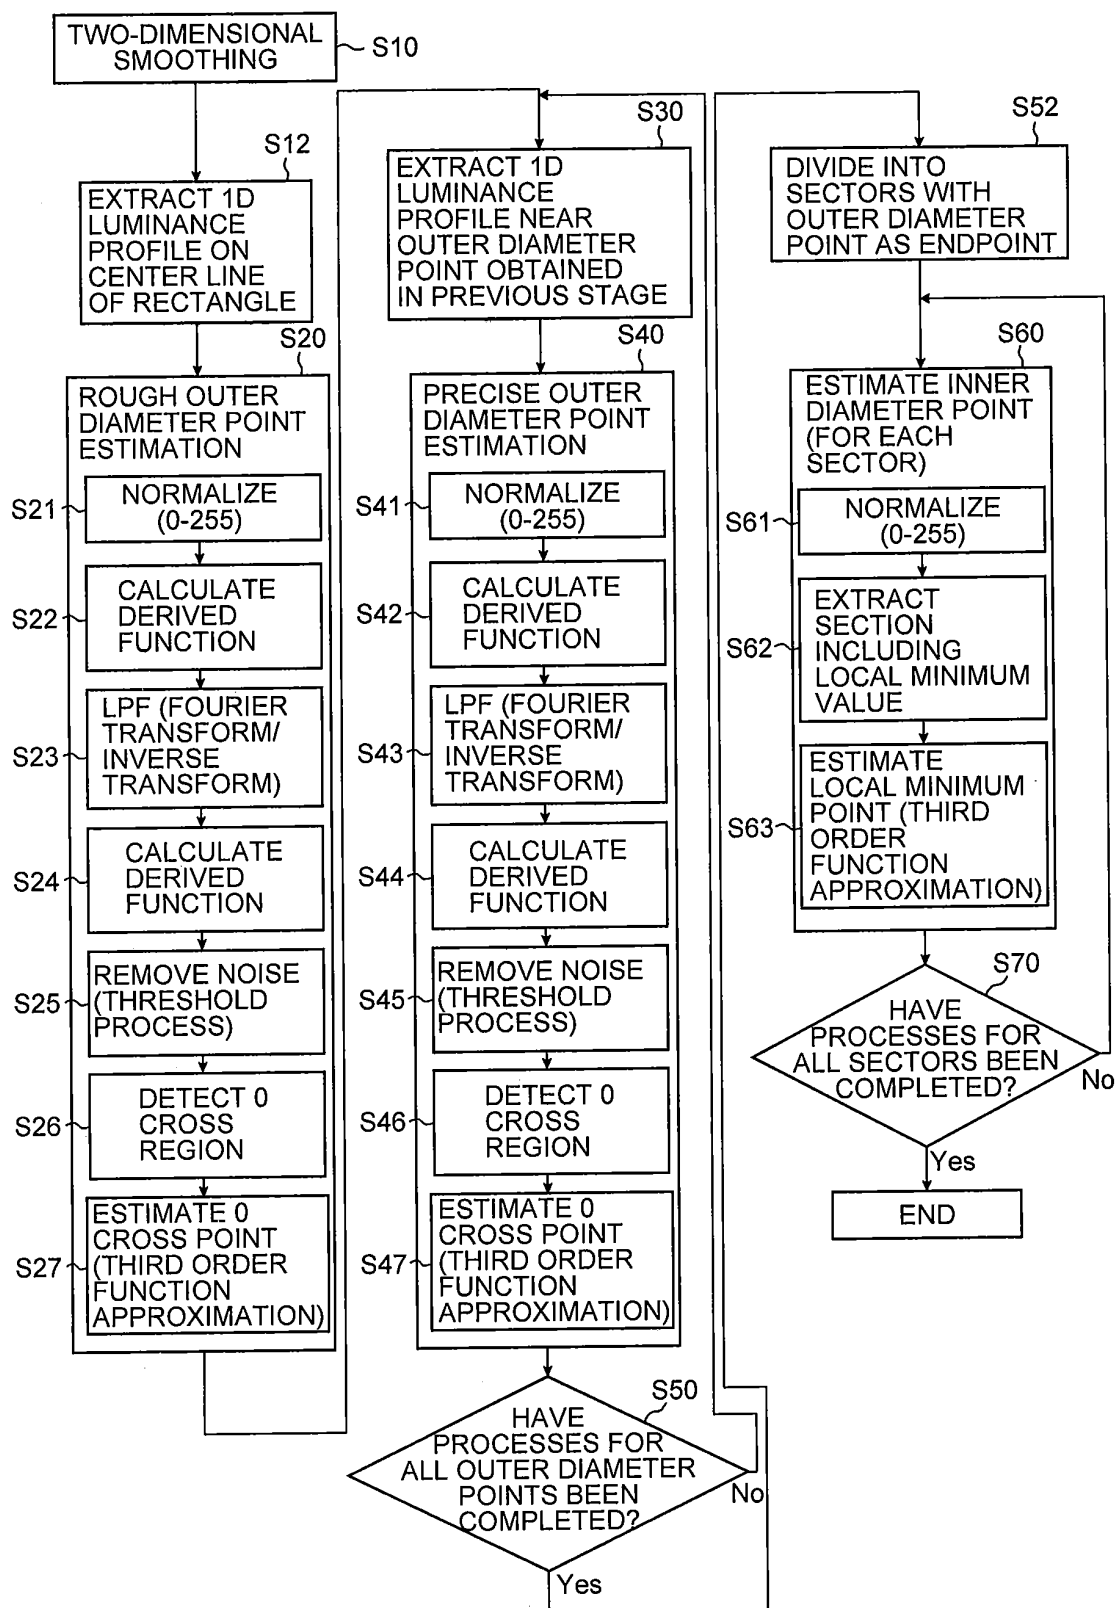 TWO-DIMENSIONAL
SMOOTHING
S10
S12
EXTRACT 1D
LUMINANCE
PROFILE ON
CENTER LINE
OF RECTANGLE
S20
ROUGH OUTER
DIAMETER POINT
ESTIMATION
S21
NORMALIZE
(0-255)
S22
CALCULATE
DERIVED
FUNCTION
S23
LPF (FOURIER
TRANSFORM/
INVERSE
TRANSFORM)
S24
CALCULATE
DERIVED
FUNCTION
S25
REMOVE NOISE
(THRESHOLD
PROCESS)
S26
DETECT 0
CROSS
REGION
S27
ESTIMATE 0
CROSS POINT
(THIRD ORDER
FUNCTION
APPROXIMATION)
S30
EXTRACT 1D
LUMINANCE
PROFILE NEAR
OUTER DIAMETER
POINT OBTAINED
IN PREVIOUS STAGE
S40
PRECISE OUTER
DIAMETER POINT
ESTIMATION
S41
NORMALIZE
(0-255)
S42
CALCULATE
DERIVED
FUNCTION
S43
LPF (FOURIER
TRANSFORM/
INVERSE
TRANSFORM)
S44
CALCULATE
DERIVED
FUNCTION
S45
REMOVE NOISE
(THRESHOLD
PROCESS)
S46
DETECT 0
CROSS
REGION
S47
ESTIMATE 0
CROSS POINT
(THIRD ORDER
FUNCTION
APPROXIMATION)
S50
HAVE
PROCESSES FOR
ALL OUTER DIAMETER
POINTS BEEN
COMPLETED?
No
Yes
S52
DIVIDE INTO
SECTORS WITH
OUTER DIAMETER
POINT AS ENDPOINT
S60
ESTIMATE INNER
DIAMETER POINT
(FOR EACH
SECTOR)
S61
NORMALIZE
(0-255)
S62
EXTRACT
SECTION
INCLUDING
LOCAL MINIMUM
VALUE
S63
ESTIMATE
LOCAL MINIMUM
POINT (THIRD
ORDER
FUNCTION
APPROXIMATION)
S70
HAVE
PROCESSES FOR
ALL SECTORS BEEN
COMPLETED?
No
Yes
END